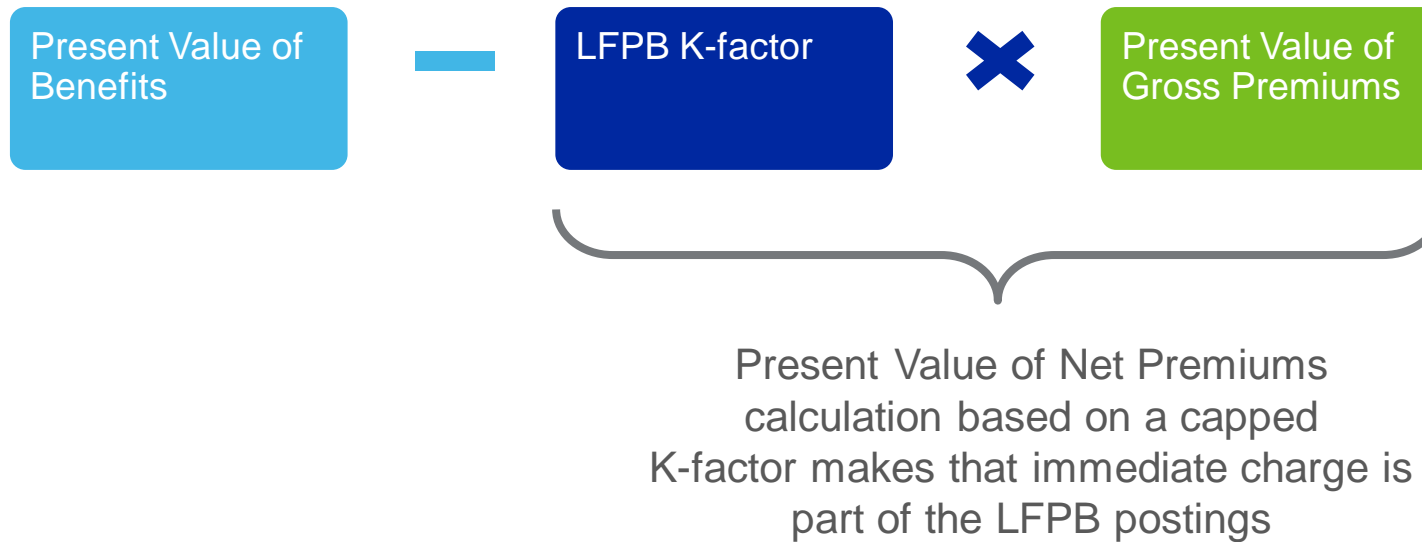 Present Value of
Benefits
LFPB K-factor
Present Value of
Gross Premiums
Present Value of Net Premiums
calculation based on a capped
K-factor makes that immediate charge is
part of the LFPB postings